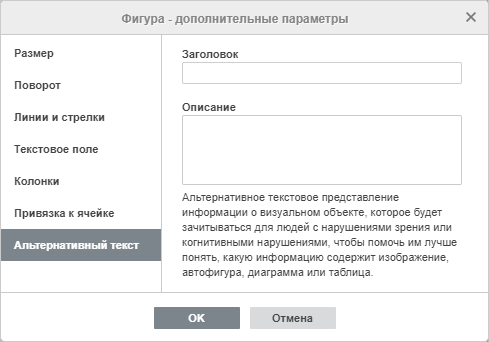 Фигура - дополнительные параметры
Размер
Поворот
Линии и стрелки
Текстовое поле
Колонки
Привязка к ячейке
Альтернативный текст
Заголовок
Описание
Альтернативное текстовое представление
информации о визуальном объекте, которое будет
зачитываться для людей с нарушениями зрения или
когнитивными нарушениями, чтобы помочь им лучше
понять, какую информацию содержит изображение,
автофигура, диаграмма или таблица.
OK
Отмена